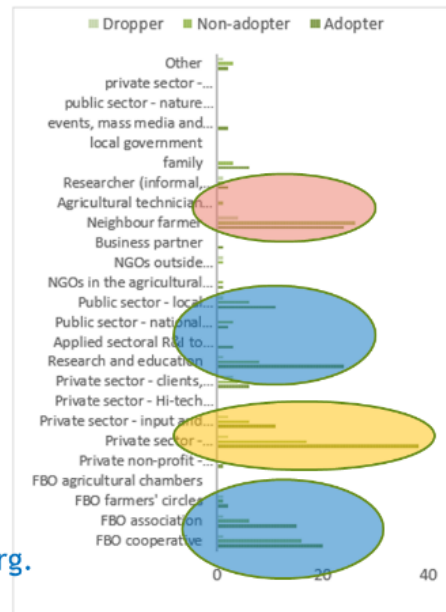 Dropper Non-adopter Adopter
Other
private sector -...
public sector - nature...
events, mass media and...
local government
family
Researcher (informal,...
Agricultural technician...
Neighbour farmer
Business partner
NGOs outside...
NGOs in the agricultural...
Public sector - local...
Public sector - national...
Applied sectoral R&I to...
Research and education
Private sector - clients,...
Private sector - Hi-tech...
Private sector - input and...
Private sector -...
Private non-profit -...
FBO agricultural chambers
FBO farmers' circles
FBO association
FBO cooperative
rg.
0 20 40